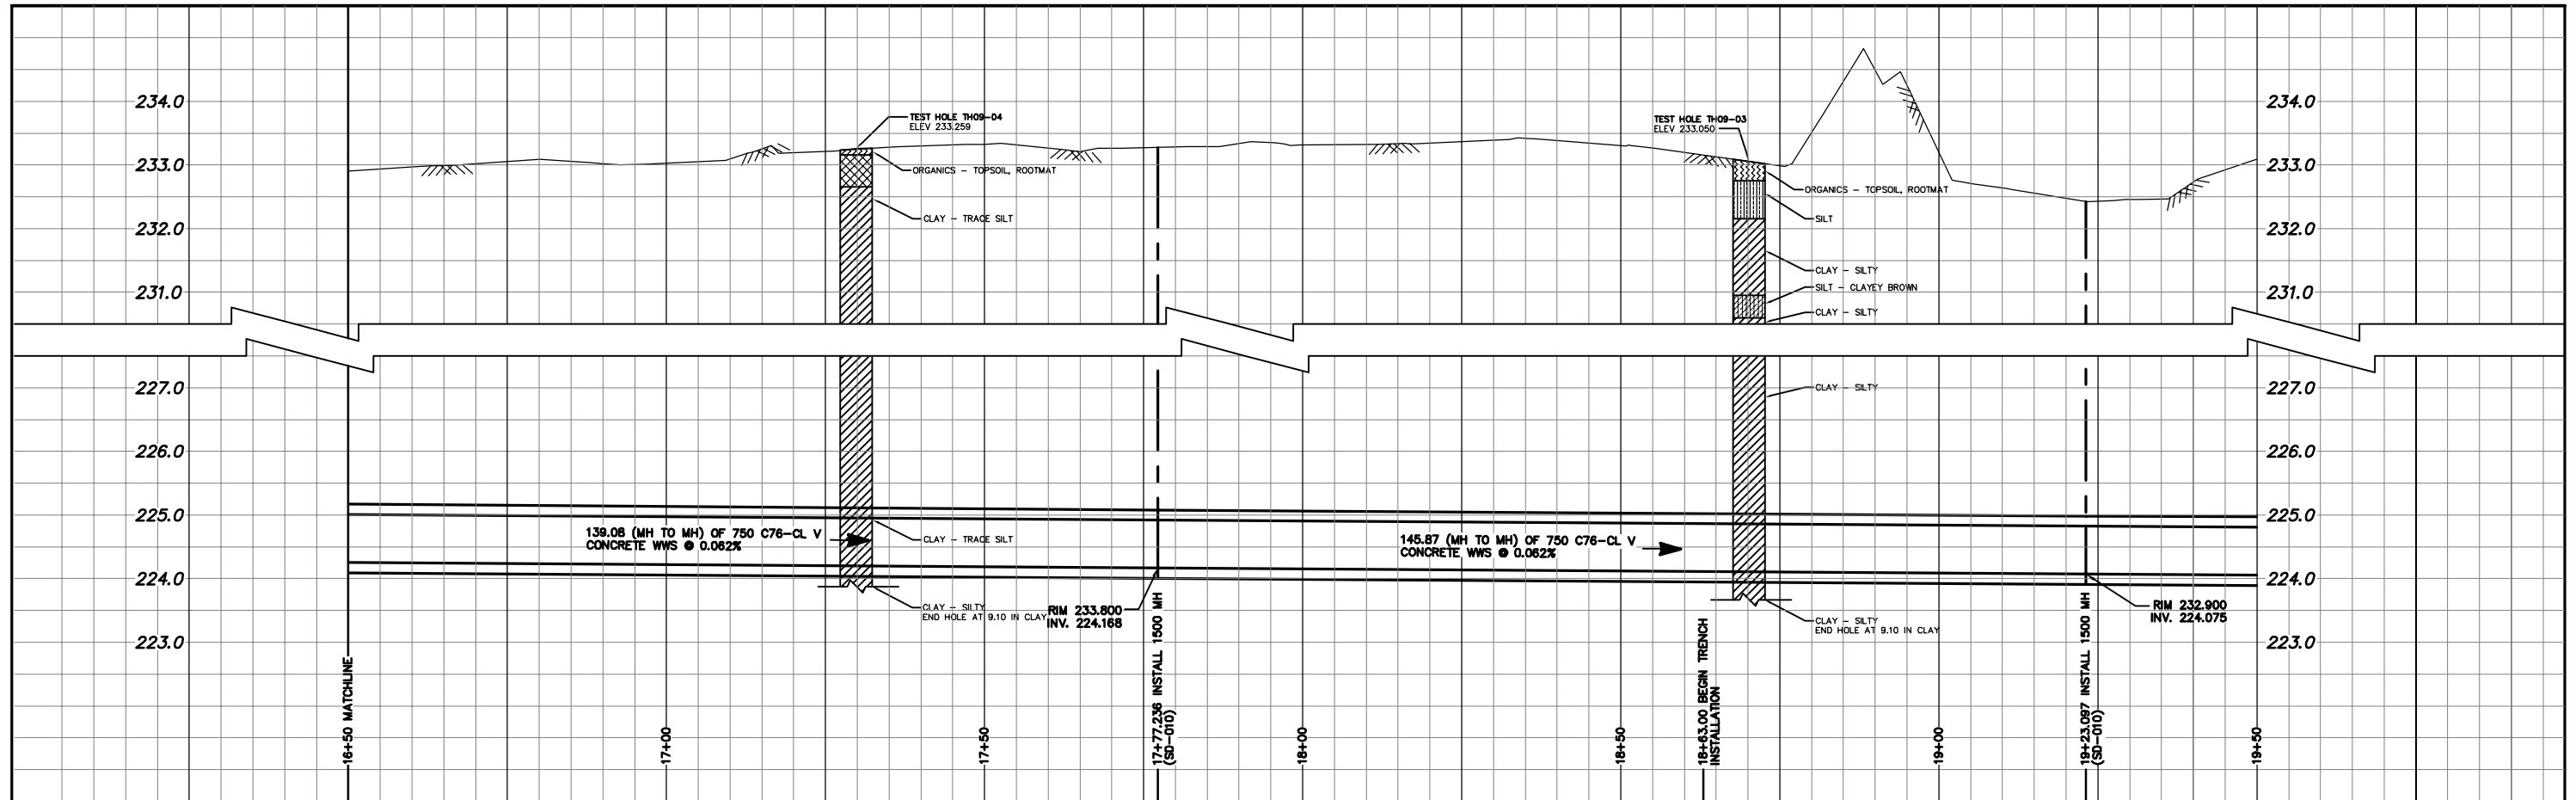 234.0
233.0
232.0
231.0
227.0
226.0
225.0
224.0
223.0
TEST HOLE TH09-04
ELEV 233.259
ORGANICS - TOPSOIL, ROOTMAT
CLAY - TRACE SILT
CLAY - TRACE SILT
CLAY - SILTY
END HOLE AT 9.10 IN CLAY
139.08 (MH TO MH) OF 750 C76-CL V
CONCRETE WWS @ 0.062%
RIM 233.800
INV. 224.168
TEST HOLE TH09-03
ELEV 233.050
ORGANICS - TOPSOIL, ROOTMAT
SILT
CLAY - SILTY
SILT - CLAYEY BROWN
CLAY - SILTY
CLAY - SILTY
CLAY - SILTY
END HOLE AT 9.10 IN CLAY
145.87 (MH TO MH) OF 750 C76-CL V
CONCRETE WWS @ 0.062%
RIM 232.900
INV. 224.075
234.0
233.0
232.0
231.0
227.0
226.0
225.0
224.0
223.0
16+50 MATCHLINE
17+00
17+50
17+77.236 INSTALL 1500 MH
(SD-010)
18+00
18+50
18+63.00 BEGIN TRENCH
INSTALLATION
19+00
19+23.097 INSTALL 1500 MH
(SD-010)
19+50